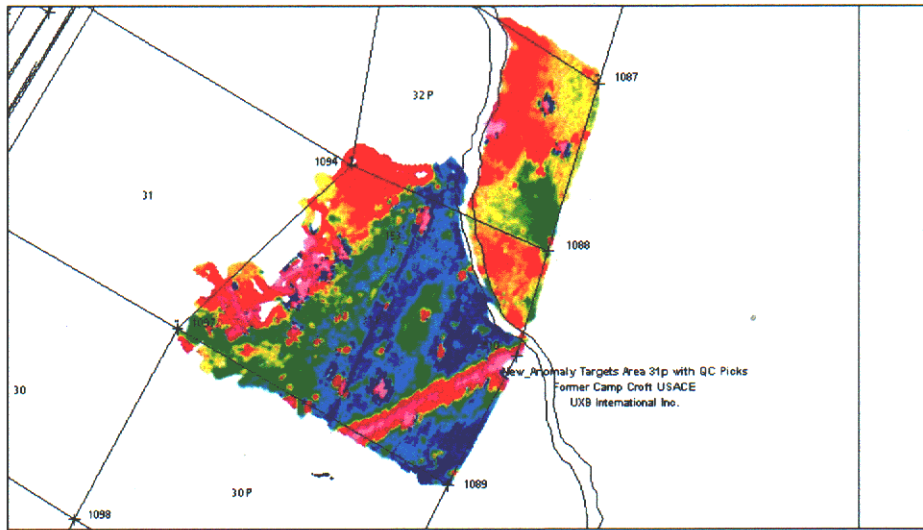 1087
32 P
1094
31
1088
New_Anomaly Targets Area 31p with QC Picks
Former Camp Croft USACE
UXB International Inc.
30
1089
30 P
1098